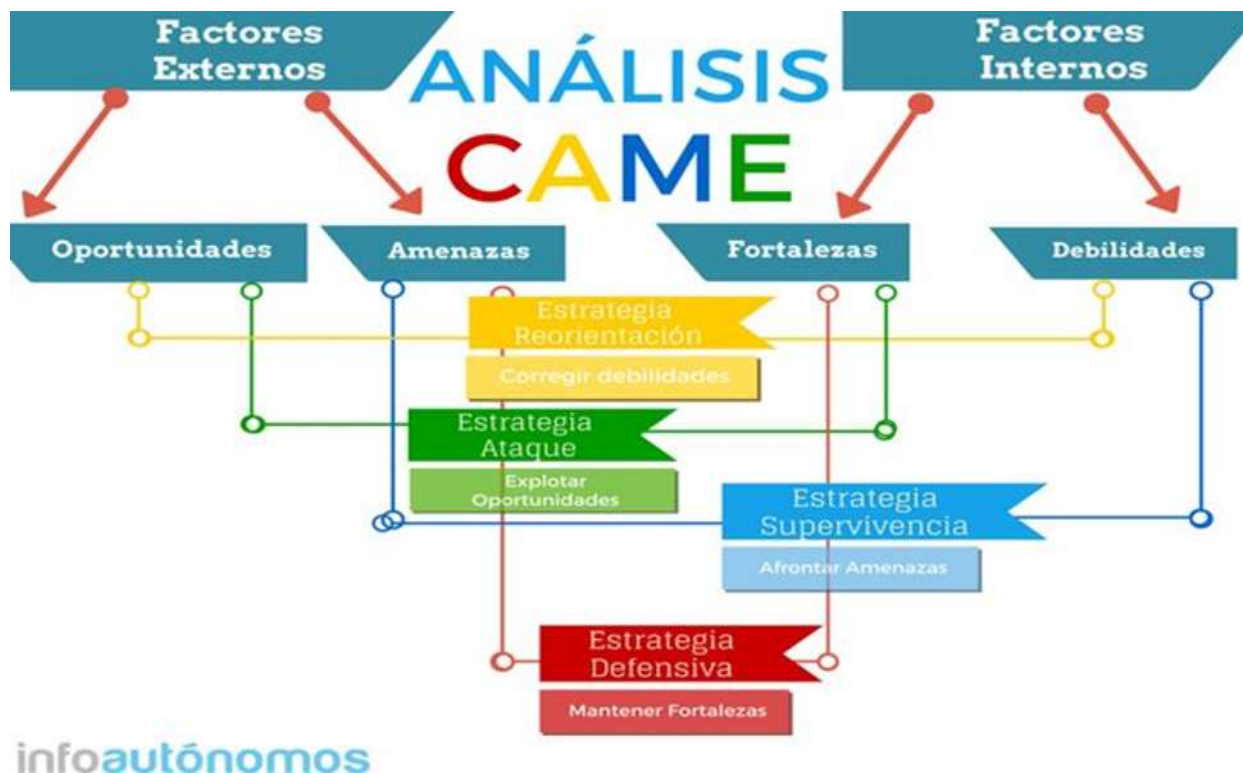 Factores
Externos
ANÁLISIS
CAME
Factores
Internos
Oportunidades
Amenazas
Fortalezas
Debilidades
Estrategia
Reorientación
Corregir debilidades
Estrategia
Ataque
Explotar
Oportunidades
Estrategia
Supervivencia
Afrontar Amenazas
Estrategia
Defensiva
Mantener Fortalezas
infoautónomos